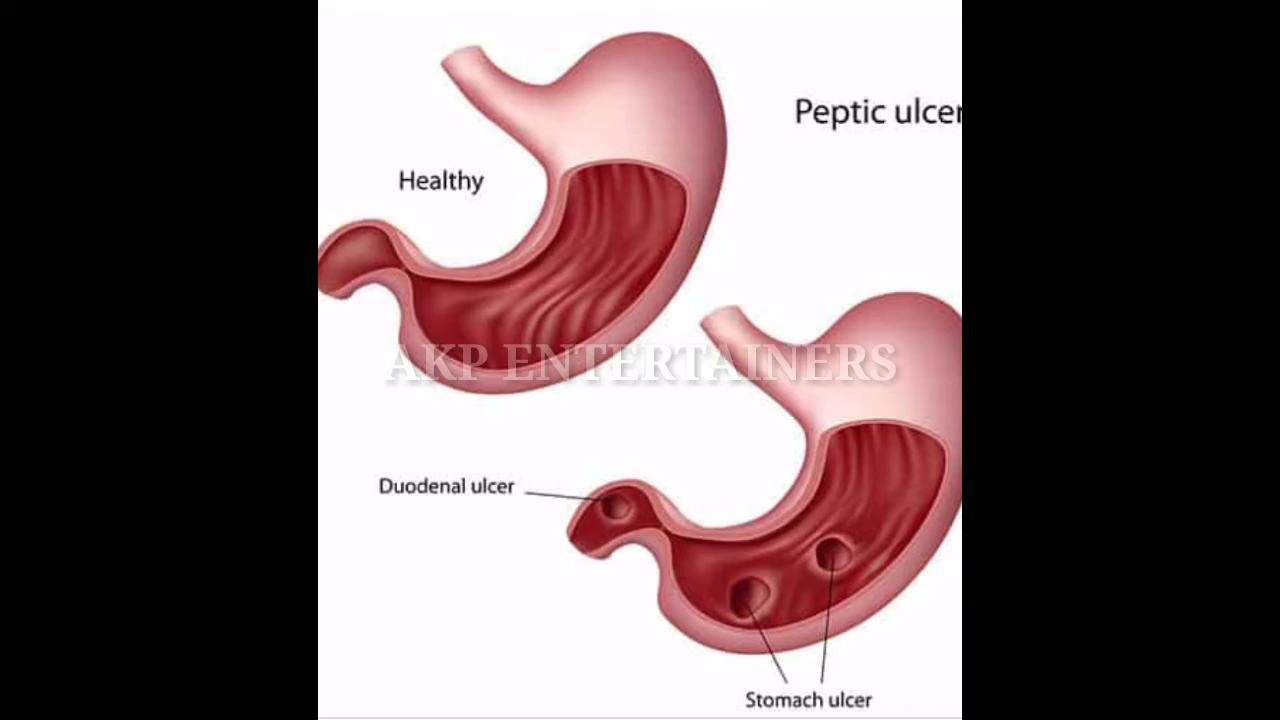 Peptic ulcer
Healthy
AKP ENTERTAINERS
Duodenal ulcer
Stomach ulcer